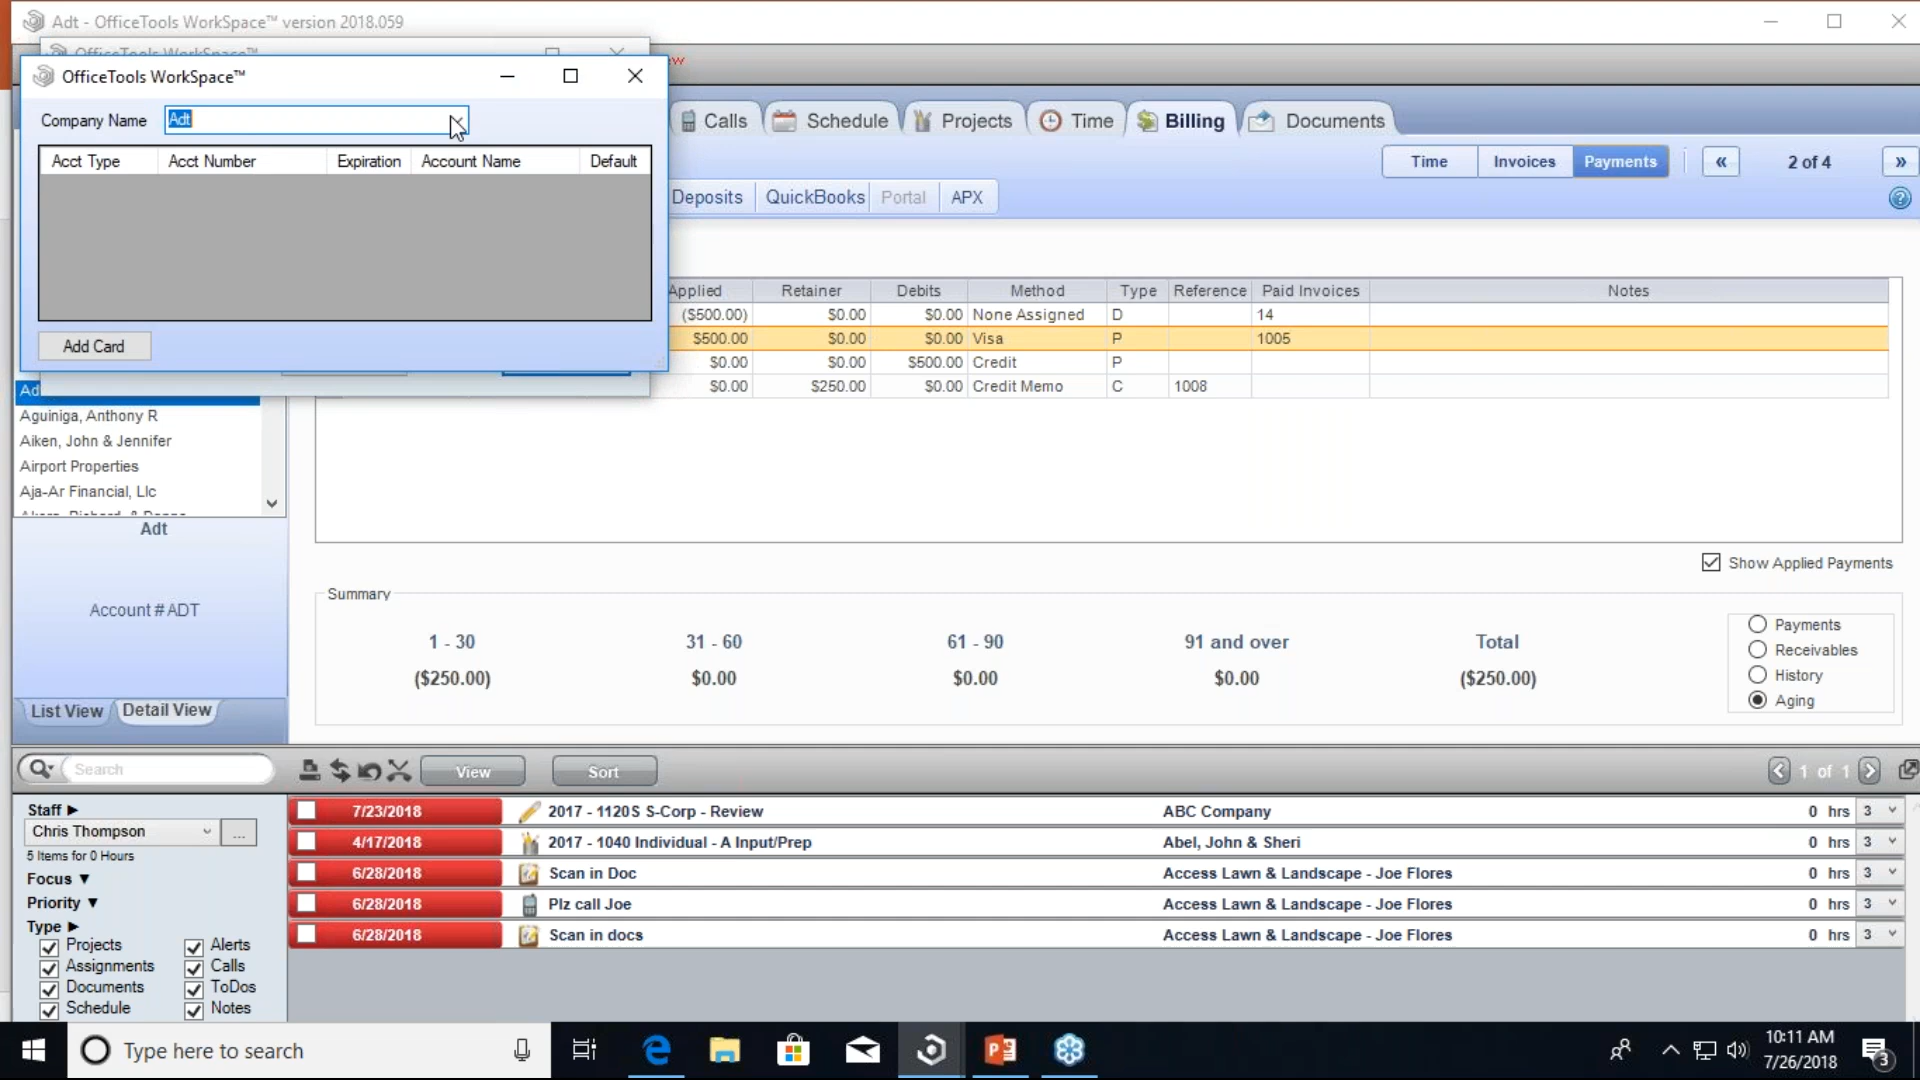 Adt - OfficeTools WorkSpace™ version 2018.059
OfficeTools WorkSpace™
OfficeTools WorkSpace™
Company Name Adt
Acct Type Acct Number Expiration Account Name Default
Add Card
Calls Schedule Projects Time Billing Documents
Time Invoices Payments « 2 of 4 »
Deposits QuickBooks Portal APX
Applied Retainer Debits Method Type Reference Paid Invoices Notes
($500.00) $0.00 $0.00 None Assigned D 14
$500.00 $0.00 $0.00 Visa P 1005
$0.00 $0.00 $500.00 Credit P
$0.00 $250.00 $0.00 Credit Memo C 1008
Aguiniga, Anthony R
Aiken, John & Jennifer
Airport Properties
Aja-Ar Financial, Llc
Adt
Account # ADT
List View Detail View
Show Applied Payments
Summary
1 - 30 31 - 60 61 - 90 91 and over Total
($250.00) $0.00 $0.00 $0.00 ($250.00)
Payments
Receivables
History
Aging
Search View Sort 1 of 1
Staff ▶
Chris Thompson ...
5 Items for 0 Hours
Focus ▼
Priority ▼
Type ▶
Projects Alerts
Assignments Calls
Documents ToDos
Schedule Notes
7/23/2018 2017 - 1120S S-Corp - Review ABC Company 0 hrs 3
4/17/2018 2017 - 1040 Individual - A Input/Prep Abel, John & Sheri 0 hrs 3
6/28/2018 Scan in Doc Access Lawn & Landscape - Joe Flores 0 hrs 3
6/28/2018 Plz call Joe Access Lawn & Landscape - Joe Flores 0 hrs 3
6/28/2018 Scan in docs Access Lawn & Landscape - Joe Flores 0 hrs 3
Type here to search
10:11 AM
7/26/2018
3